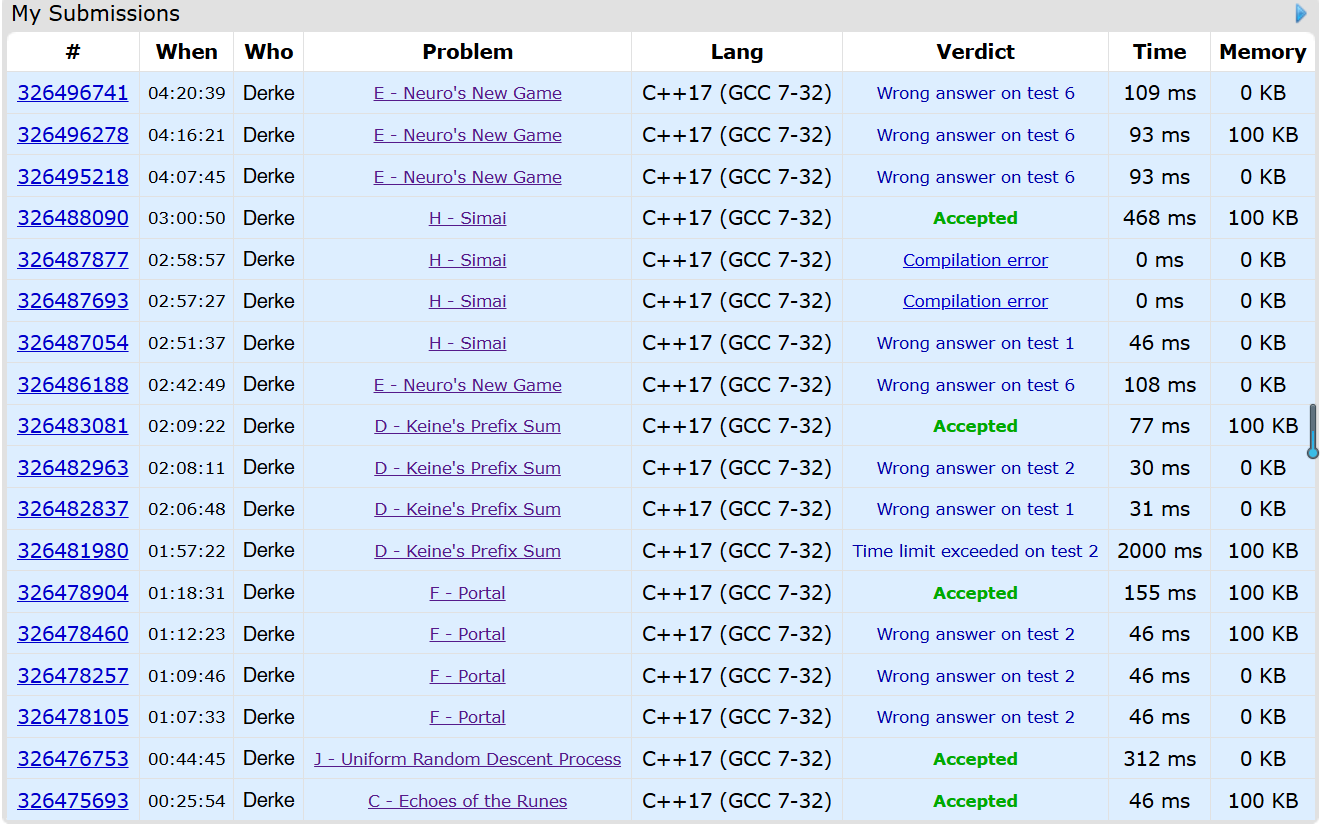 My Submissions
# When Who Problem Lang Verdict Time Memory
326496741 04:20:39 Derke E - Neuro's New Game C++17 (GCC 7-32) Wrong answer on test 6 109 ms 0 KB
326496278 04:16:21 Derke E - Neuro's New Game C++17 (GCC 7-32) Wrong answer on test 6 93 ms 100 KB
326495218 04:07:45 Derke E - Neuro's New Game C++17 (GCC 7-32) Wrong answer on test 6 93 ms 0 KB
326488090 03:00:50 Derke H - Simai C++17 (GCC 7-32) Accepted 468 ms 100 KB
326487877 02:58:57 Derke H - Simai C++17 (GCC 7-32) Compilation error 0 ms 0 KB
326487693 02:57:27 Derke H - Simai C++17 (GCC 7-32) Compilation error 0 ms 0 KB
326487054 02:51:37 Derke H - Simai C++17 (GCC 7-32) Wrong answer on test 1 46 ms 0 KB
326486188 02:42:49 Derke E - Neuro's New Game C++17 (GCC 7-32) Wrong answer on test 6 108 ms 0 KB
326483081 02:09:22 Derke D - Keine's Prefix Sum C++17 (GCC 7-32) Accepted 77 ms 100 KB
326482963 02:08:11 Derke D - Keine's Prefix Sum C++17 (GCC 7-32) Wrong answer on test 2 30 ms 0 KB
326482837 02:06:48 Derke D - Keine's Prefix Sum C++17 (GCC 7-32) Wrong answer on test 1 31 ms 0 KB
326481980 01:57:22 Derke D - Keine's Prefix Sum C++17 (GCC 7-32) Time limit exceeded on test 2 2000 ms 100 KB
326478904 01:18:31 Derke F - Portal C++17 (GCC 7-32) Accepted 155 ms 100 KB
326478460 01:12:23 Derke F - Portal C++17 (GCC 7-32) Wrong answer on test 2 46 ms 100 KB
326478257 01:09:46 Derke F - Portal C++17 (GCC 7-32) Wrong answer on test 2 46 ms 0 KB
326478105 01:07:33 Derke F - Portal C++17 (GCC 7-32) Wrong answer on test 2 46 ms 0 KB
326476753 00:44:45 Derke J - Uniform Random Descent Process C++17 (GCC 7-32) Accepted 312 ms 0 KB
326475693 00:25:54 Derke C - Echoes of the Runes C++17 (GCC 7-32) Accepted 46 ms 100 KB